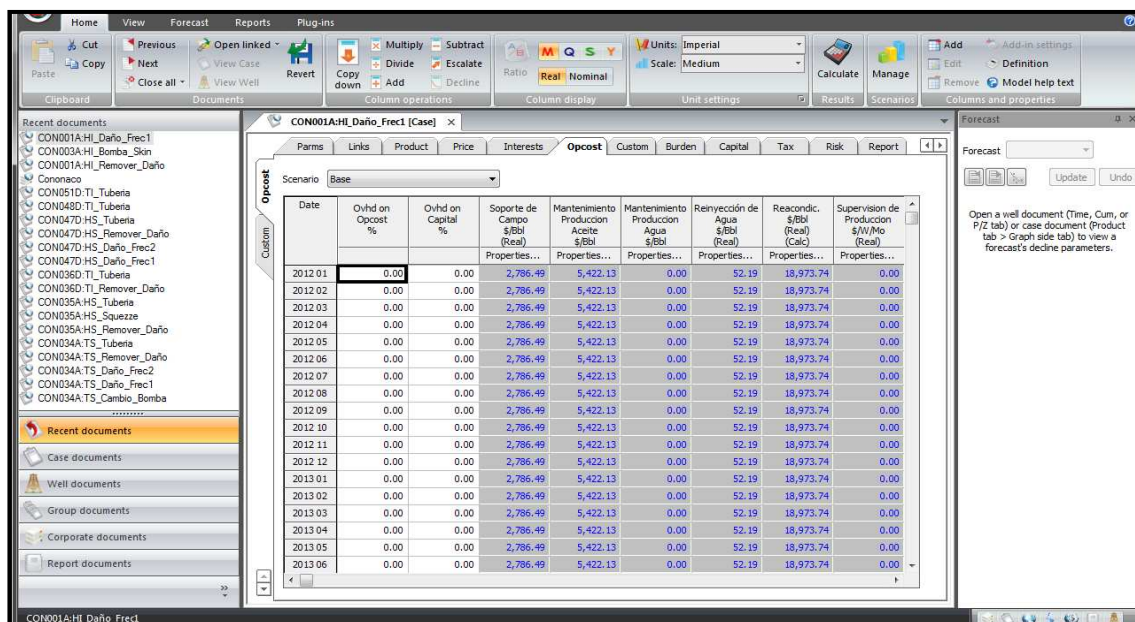 Home View Forecast Reports Plug-ins
Cut Previous Open linked Multiply Subtract M Q S Y Units: Imperial Add Add-in settings
Copy Next View Case Divide Escalate Scale: Medium Edit Definition
Paste Close all View Well Revert Copy down Add Decline Ratio Real Nominal Calculate Manage Remove Model help text
Clipboard Documents Column operations Column display Unit settings Results Scenarios Columns and properties
Recent documents
CON001A:HI_Daño_Frec1
CON003A:HI_Bomba_Skin
CON001A:HI_Remover_Daño
Cononaco
CON051D:TI_Tuberia
CON048D:TI_Tuberia
CON047D:HS_Tuberia
CON047D:HS_Remover_Daño
CON047D:HS_Daño_Frec2
CON047D:HS_Daño_Frec1
CON036D:TI_Tuberia
CON036D:TI_Remover_Daño
CON035A:HS_Tuberia
CON035A:HS_Squezze
CON035A:HS_Remover_Daño
CON034A:TS_Tuberia
CON034A:TS_Remover_Daño
CON034A:TS_Daño_Frec2
CON034A:TS_Daño_Frec1
CON034A:TS_Cambio_Bomba
Recent documents
Case documents
Well documents
Group documents
Corporate documents
Report documents
CON001A:HI_Daño_Frec1 [Case]
Parms Links Product Price Interests Opcost Custom Burden Capital Tax Risk Report
Opcost
Custom
Scenario Base
Date Ovhd on Opcost % Ovhd on Capital % Soporte de Campo $/Bbl (Real) Mantenimiento Produccion Aceite $/Bbl Mantenimiento Produccion Agua $/Bbl Reinyección de Agua $/Bbl (Real) Reacondic. $/Bbl (Real) (Calc) Supervision de Produccion $/W/Mo (Real)
Properties... Properties... Properties... Properties... Properties... Properties...
2012 01 0.00 0.00 2,786.49 5,422.13 0.00 52.19 18,973.74 0.00
2012 02 0.00 0.00 2,786.49 5,422.13 0.00 52.19 18,973.74 0.00
2012 03 0.00 0.00 2,786.49 5,422.13 0.00 52.19 18,973.74 0.00
2012 04 0.00 0.00 2,786.49 5,422.13 0.00 52.19 18,973.74 0.00
2012 05 0.00 0.00 2,786.49 5,422.13 0.00 52.19 18,973.74 0.00
2012 06 0.00 0.00 2,786.49 5,422.13 0.00 52.19 18,973.74 0.00
2012 07 0.00 0.00 2,786.49 5,422.13 0.00 52.19 18,973.74 0.00
2012 08 0.00 0.00 2,786.49 5,422.13 0.00 52.19 18,973.74 0.00
2012 09 0.00 0.00 2,786.49 5,422.13 0.00 52.19 18,973.74 0.00
2012 10 0.00 0.00 2,786.49 5,422.13 0.00 52.19 18,973.74 0.00
2012 11 0.00 0.00 2,786.49 5,422.13 0.00 52.19 18,973.74 0.00
2012 12 0.00 0.00 2,786.49 5,422.13 0.00 52.19 18,973.74 0.00
2013 01 0.00 0.00 2,786.49 5,422.13 0.00 52.19 18,973.74 0.00
2013 02 0.00 0.00 2,786.49 5,422.13 0.00 52.19 18,973.74 0.00
2013 03 0.00 0.00 2,786.49 5,422.13 0.00 52.19 18,973.74 0.00
2013 04 0.00 0.00 2,786.49 5,422.13 0.00 52.19 18,973.74 0.00
2013 05 0.00 0.00 2,786.49 5,422.13 0.00 52.19 18,973.74 0.00
2013 06 0.00 0.00 2,786.49 5,422.13 0.00 52.19 18,973.74 0.00
Forecast
Forecast
Update Undo
Open a well document (Time, Cum, or
P/Z tab) or case document (Product
tab > Graph side tab) to view a
forecast's decline parameters.
CON001A:HI_Daño_Frec1